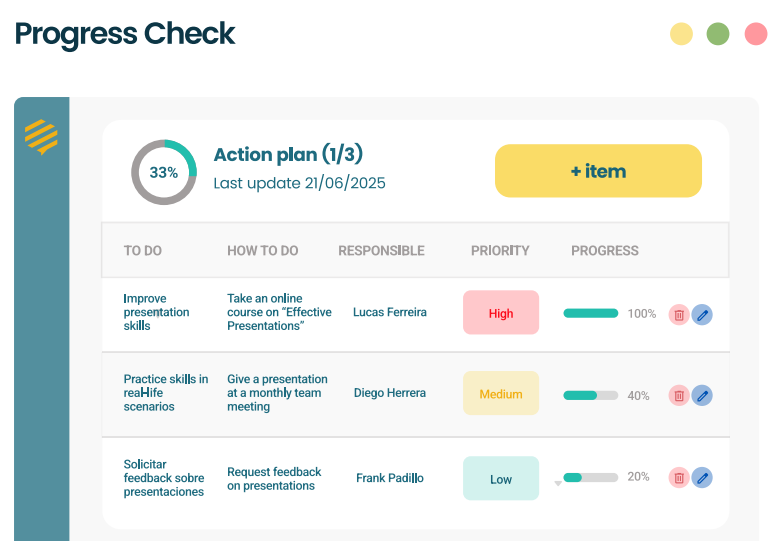 Progress Check
33%
Action plan (1/3)
Last update 21/06/2025
+ item
TO DO HOW TO DO RESPONSIBLE PRIORITY PROGRESS
Improve
presentation
skills
Take an online
course on “Effective
Presentations”
Lucas Ferreira
High
100%
Practice skills in
real-life
scenarios
Give a presentation
at a monthly team
meeting
Diego Herrera
Medium
40%
Solicitar
feedback sobre
presentaciones
Request feedback
on presentations
Frank Padillo
Low
20%